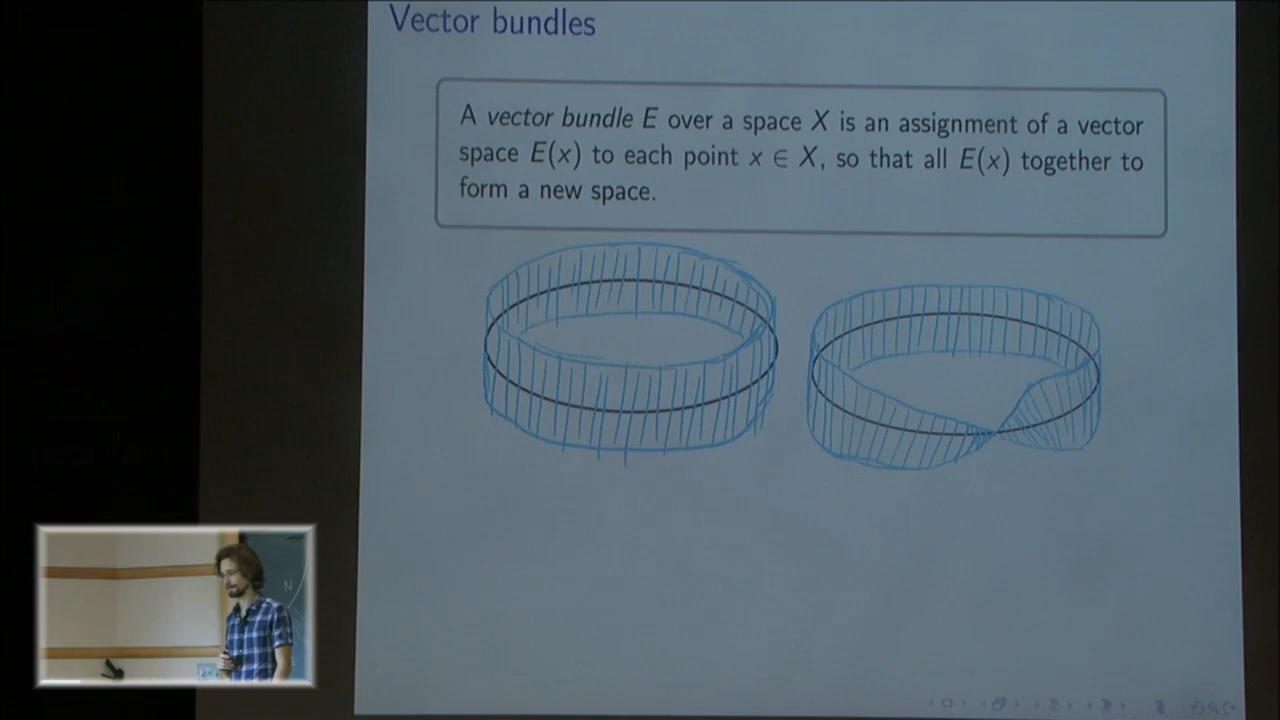 Vector bundles
A vector bundle E over a space X is an assignment of a vector
space E(x) to each point x ∈ X, so that all E(x) together to
form a new space.
N